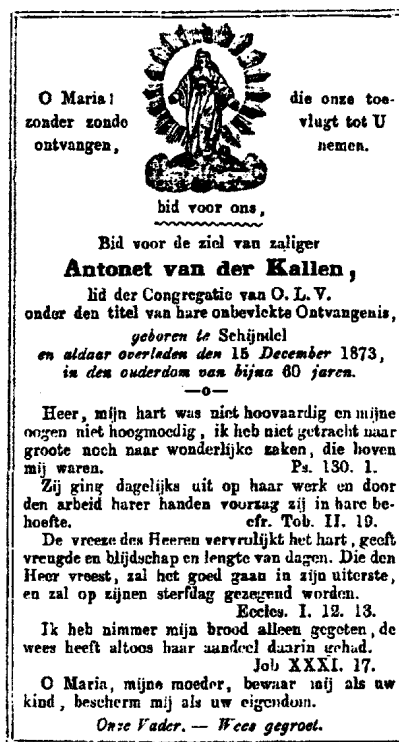 O Maria! die onze toe-
zonder zonde vlugt tot U
ontvangen, nemen.
bid voor ons,
Bid voor de ziel van zaliger
Antonet van der Kallen,
lid der Congregatie van O. L. V.
onder den titel van hare onbevlekte Ontvangenis,
geboren te Schijndel
en aldaar overleden den 15 December 1873,
in den ouderdom van bijna 60 jaren.
—o—
Heer, mijn hart was niet hoovaardig en mijne
oogen niet hoogmoedig, ik heb niet getracht naar
groote noch naar wonderlijke zaken, die boven
mij waren. Ps. 130. 1.
Zij ging dagelijks uit op haar werk en door
den arbeid harer handen voorzag zij in hare be-
hoefte. cfr. Tob. II. 19.
De vreeze des Heeren vervrolijkt het hart, geeft
vreugde en blijdschap en lengte van dagen. Die den
Heer vreest, zal het goed gaan in zijn uiterste,
en zal op zijnen sterfdag gezegend worden.
Eccles. I. 12. 13.
Ik heb nimmer mijn brood alleen gegeten, de
wees heeft altoos haar aandeel daarin gehad.
Job XXXI. 17.
O Maria, mijne moeder, bewaar mij als uw
kind, bescherm mij als uw eigendom.
Onze Vader. — Wees gegroet.